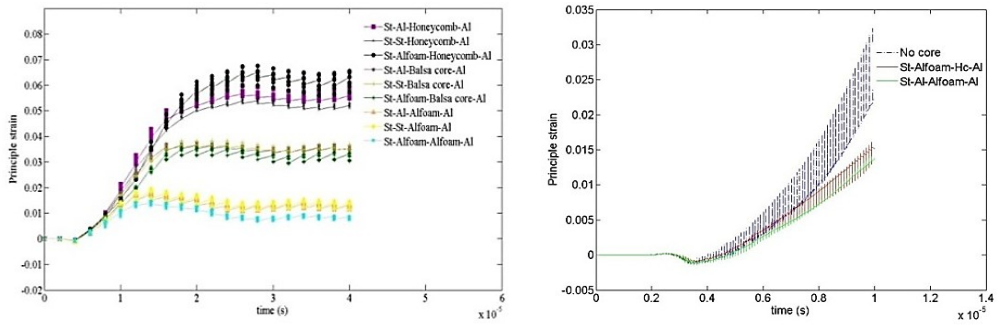 0.08
0.07
0.06
0.05
0.04
0.03
0.02
0.01
0
-0.01
-0.02
Principle strain
0
1
2
3
4
5
6
time (s)
x 10⁻⁵
St-Al-Honeycomb-Al
St-St-Honeycomb-Al
St-Alfoam-Honeycomb-Al
St-Al-Balsa core-Al
St-St-Balsa core-Al
St-Alfoam-Balsa core-Al
St-Al-Alfoam-Al
St-St-Alfoam-Al
St-Alfoam-Alfoam-Al
0.035
0.03
0.025
0.02
0.015
0.01
0.005
0
-0.005
Principle strain
0
0.2
0.4
0.6
0.8
1
1.2
1.4
time (s)
x 10⁻⁵
No core
St-Alfoam-Hc-Al
St-Al-Alfoam-Al